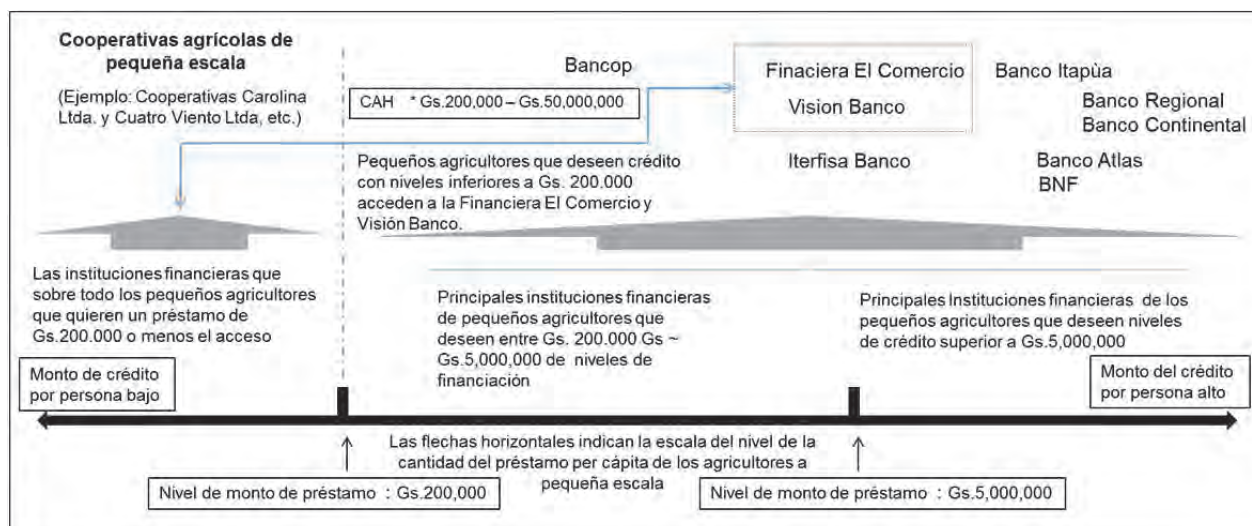 Cooperativas agrícolas de
pequeña escala
(Ejemplo: Cooperativas Carolina
Ltda. y Cuatro Viento Ltda, etc.)
Bancop
CAH * Gs.200,000 – Gs.50,000,000
Finaciera El Comercio
Vision Banco
Iterfisa Banco
Banco Itapùa
Banco Regional
Banco Continental
Banco Atlas
BNF
Pequeños agricultores que deseen crédito
con niveles inferiores a Gs. 200.000
acceden a la Financiera El Comercio y
Visión Banco.
Las instituciones financieras que
sobre todo los pequeños agricultores
que quieren un préstamo de
Gs.200.000 o menos el acceso
Principales instituciones financieras
de pequeños agricultores que
deseen entre Gs. 200.000 Gs ~
Gs.5,000,000 de niveles de
financiación
Principales Instituciones financieras de los
pequeños agricultores que deseen niveles
de crédito superior a Gs.5,000,000
Monto de crédito
por persona bajo
Monto del crédito
por persona alto
Las flechas horizontales indican la escala del nivel de la
cantidad del préstamo per cápita de los agricultores a
pequeña escala
Nivel de monto de préstamo : Gs.200,000
Nivel de monto de préstamo : Gs.5,000,000